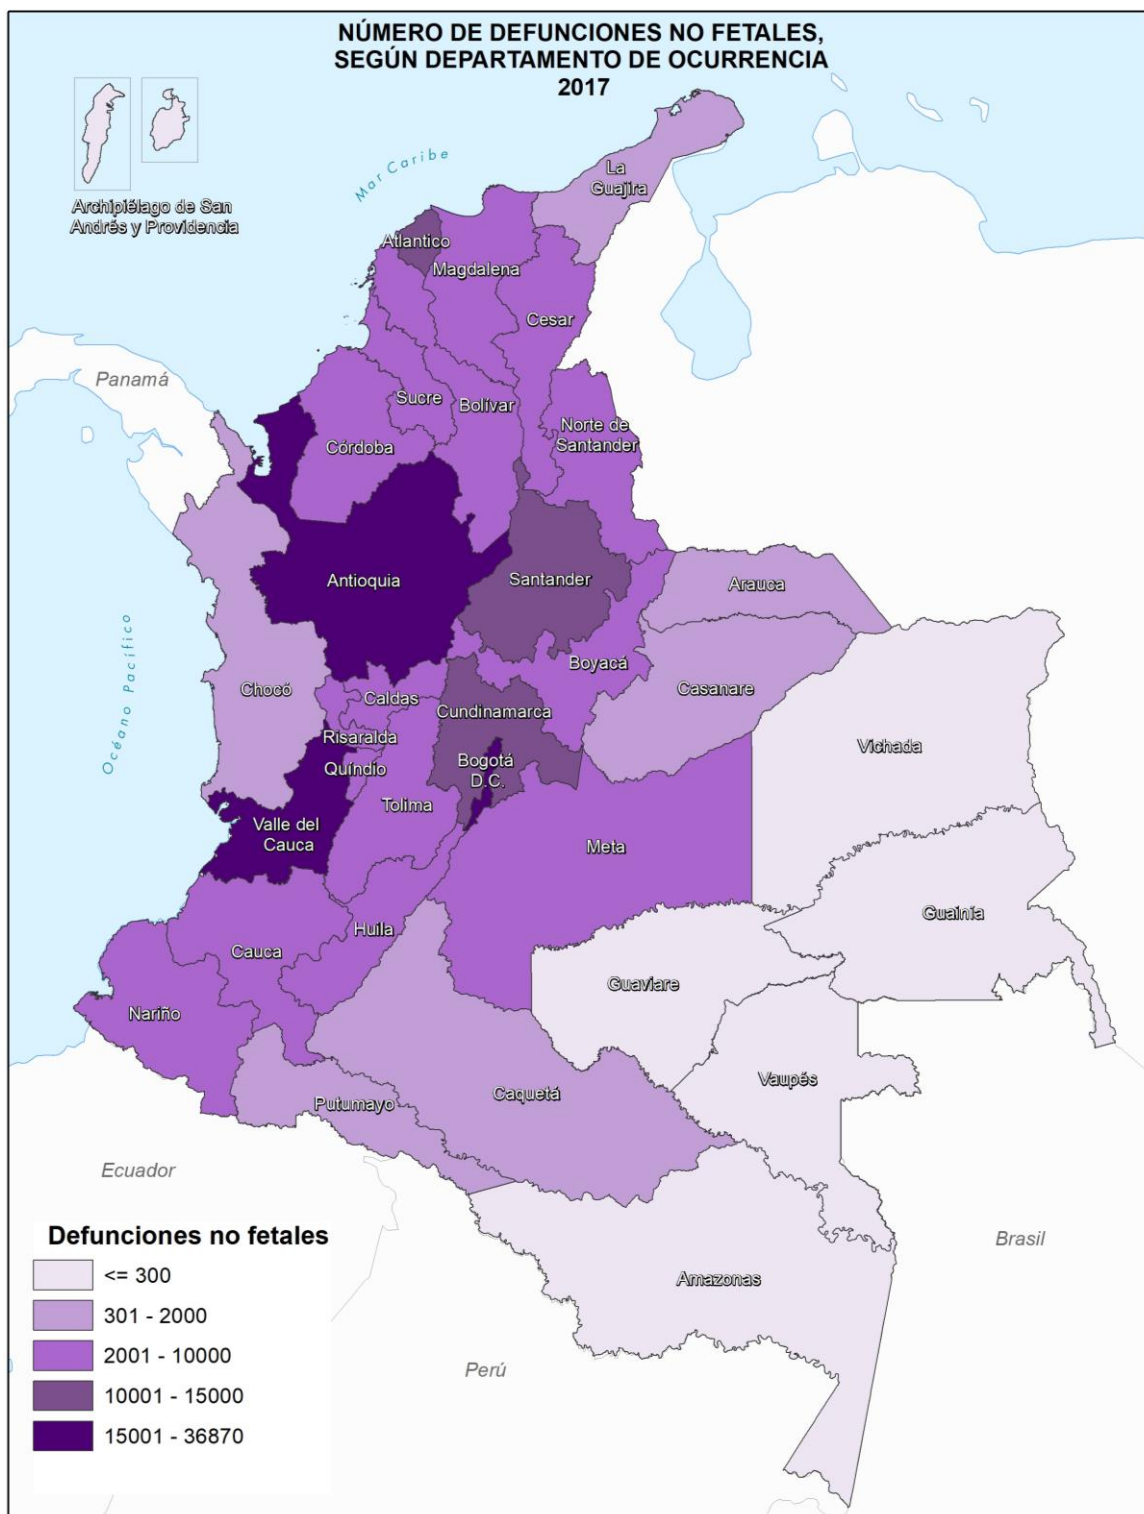 NÚMERO DE DEFUNCIONES NO FETALES,
SEGÚN DEPARTAMENTO DE OCURRENCIA
2017
Archipiélago de San
Andrés y Providencia
Mar Caribe
La
Guajira
Atlantico
Magdalena
Cesar
Panamá
Sucre
Bolívar
Norte de
Santander
Córdoba
Antioquia
Santander
Arauca
Océano Pacífico
Chocó
Boyacá
Casanare
Caldas
Cundinamarca
Risaralda
Vichada
Quíndio
Bogotá
D.C.
Tolima
Valle del
Cauca
Meta
Guainía
Huila
Cauca
Guaviare
Nariño
Vaupés
Caquetá
Putumayo
Ecuador
Brasil
Amazonas
Perú
Defunciones no fetales
<= 300
301 - 2000
2001 - 10000
10001 - 15000
15001 - 36870